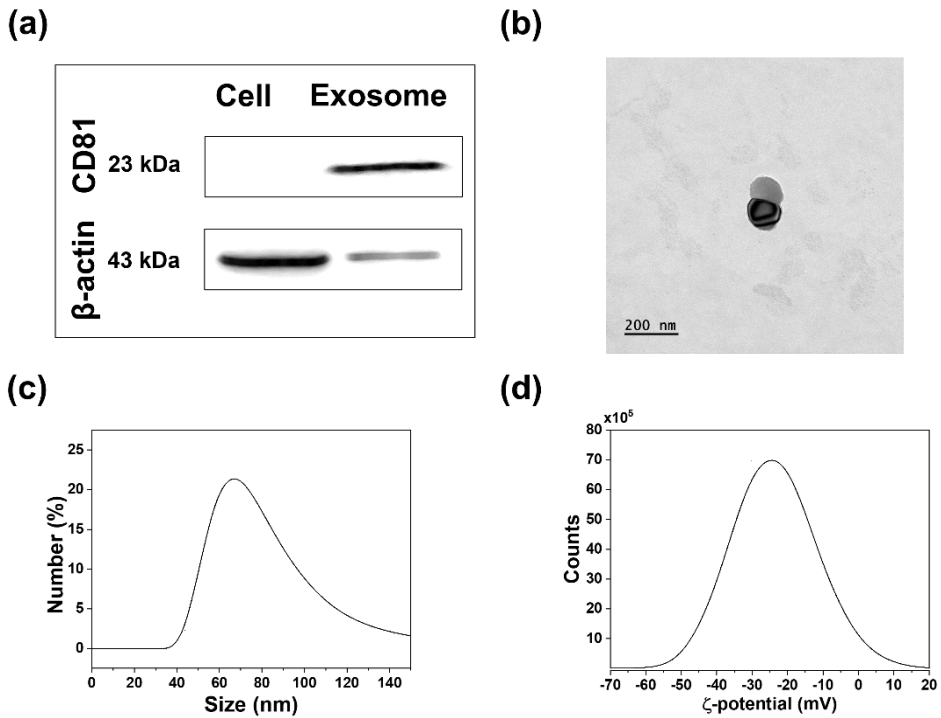 (a)
Cell Exosome
CD81
23 kDa
β-actin
43 kDa
(b)
200 nm
(c)
Number (%)
25
20
15
10
5
0
0 20 40 60 80 100 120 140
Size (nm)
(d)
x10⁵
Counts
80
70
60
50
40
30
20
10
-70 -60 -50 -40 -30 -20 -10 0 10 20
ζ-potential (mV)